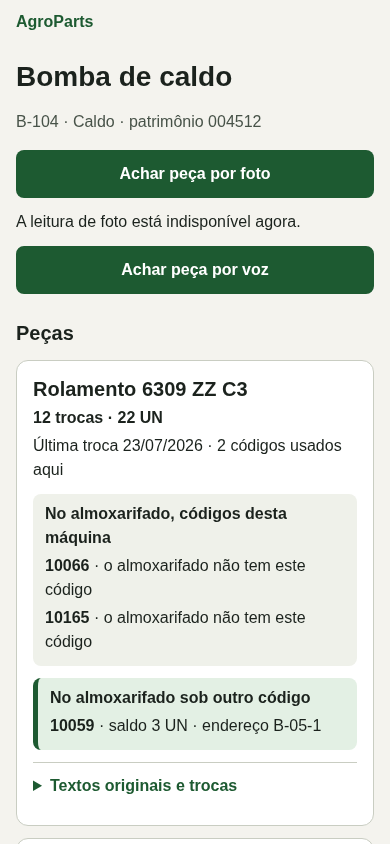 AgroParts
Bomba de caldo
B-104 · Caldo · patrimônio 004512
Achar peça por foto
A leitura de foto está indisponível agora.
Achar peça por voz
Peças
Rolamento 6309 ZZ C3
12 trocas · 22 UN
Última troca 23/07/2026 · 2 códigos usados
aqui
No almoxarifado, códigos desta
máquina
10066 · o almoxarifado não tem este
código
10165 · o almoxarifado não tem este
código
No almoxarifado sob outro código
10059 · saldo 3 UN · endereço B-05-1
Textos originais e trocas